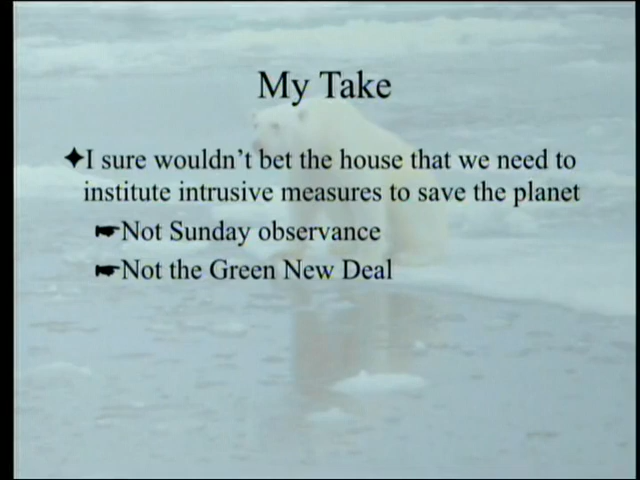 My Take
I sure wouldn't bet the house that we need to
institute intrusive measures to save the planet
Not Sunday observance
Not the Green New Deal